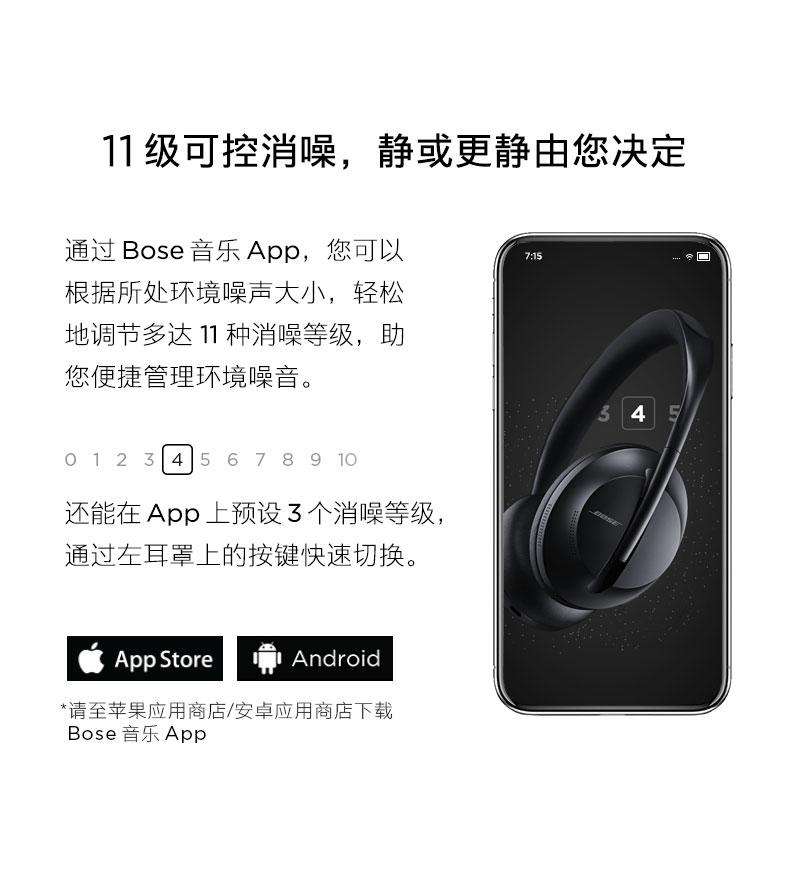 11级可控消噪，静或更静由您决定
通过 Bose 音乐 App，您可以
根据所处环境噪声大小，轻松
地调节多达 11 种消噪等级，助
您便捷管理环境噪音。
0 1 2 3 4 5 6 7 8 9 10
还能在 App 上预设 3 个消噪等级，
通过左耳罩上的按键快速切换。
App Store
Android
*请至苹果应用商店/安卓应用商店下载
Bose 音乐 App
7:15
3 4 5
BOSE